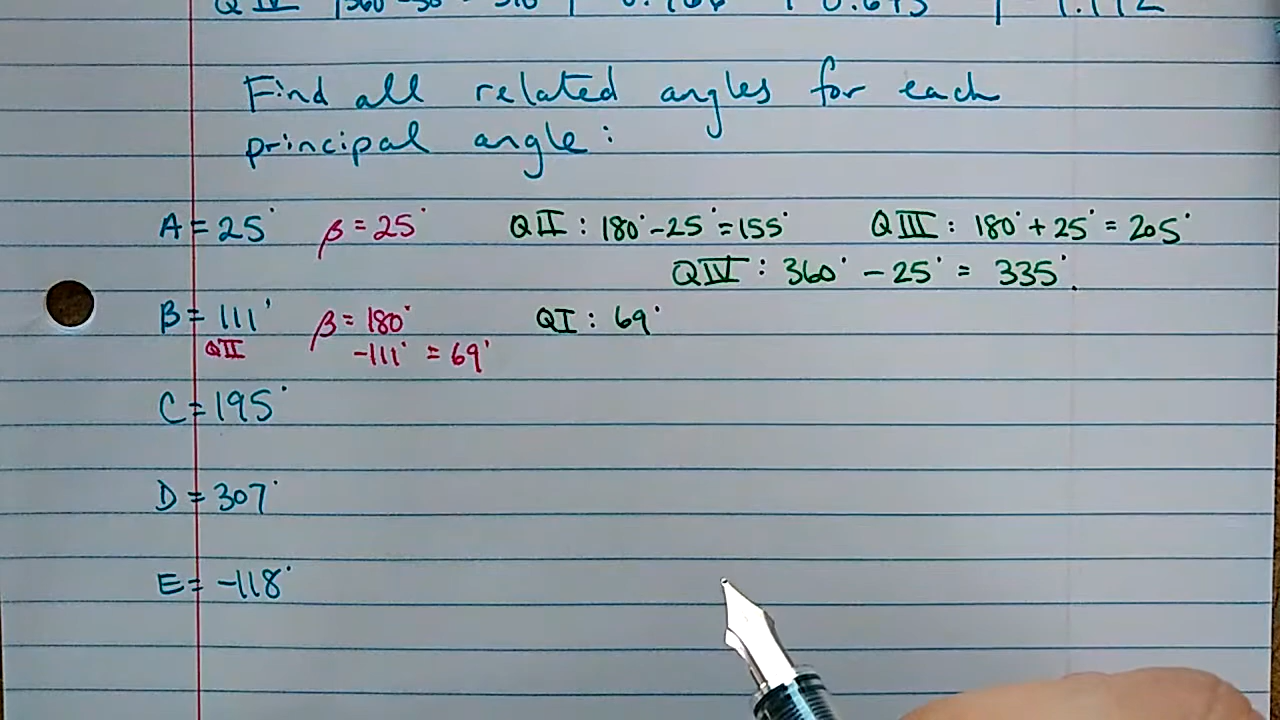 Find all related angles for each
principal angle:
A = 25° β = 25° QII : 180° - 25° = 155° QIII : 180° + 25° = 205°
QIV : 360° - 25° = 335°.
B = 111° β = 180° QI : 69°
QII -111° = 69°
C = 195°
D = 307°
E = -118°